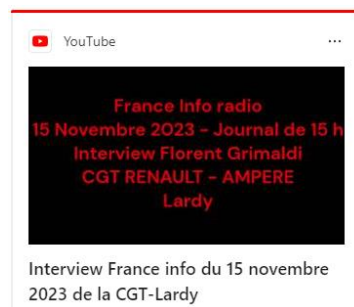 YouTube
...
France Info radio
15 Novembre 2023 - Journal de 15 h
Interview Florent Grimaldi
CGT RENAULT - AMPERE
Lardy
Interview France info du 15 novembre
2023 de la CGT-Lardy